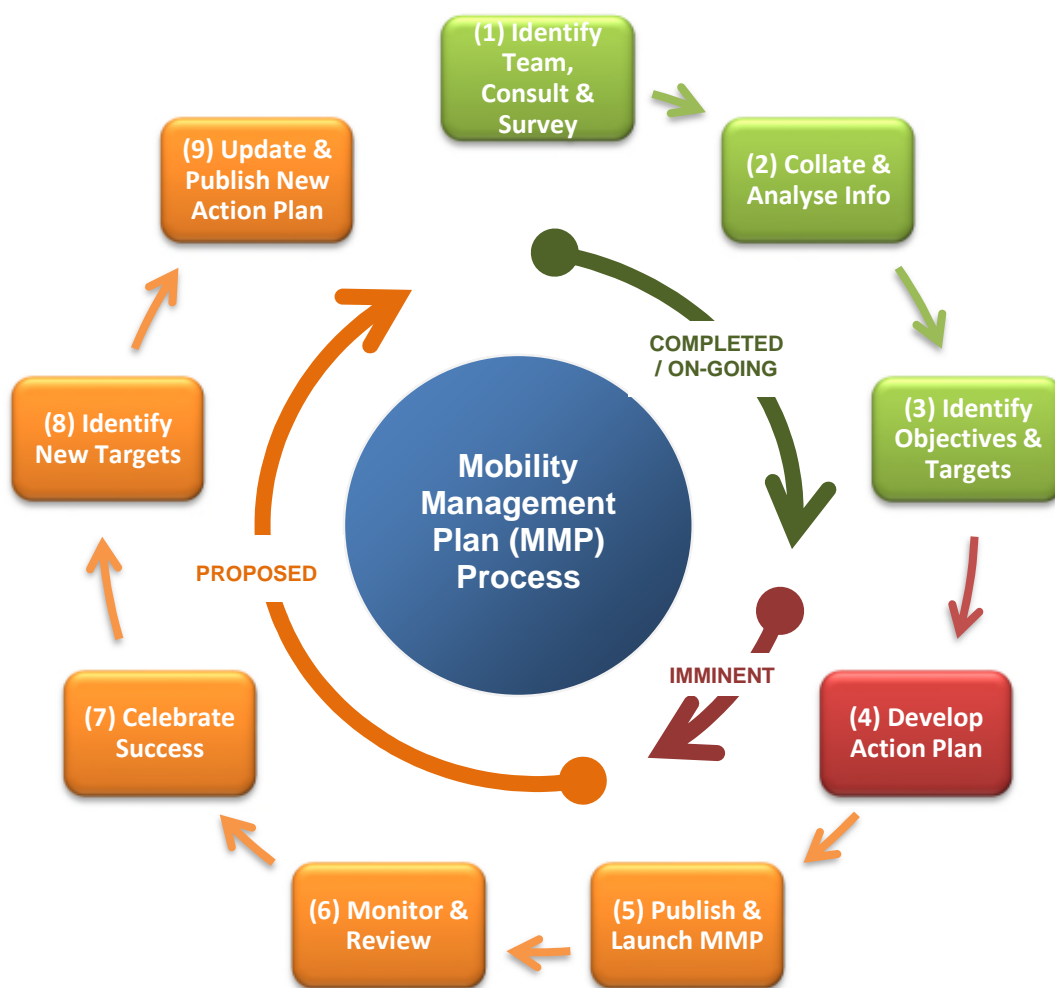 (1) Identify
Team,
Consult &
Survey
(2) Collate &
Analyse Info
(3) Identify
Objectives &
Targets
(4) Develop
Action Plan
(5) Publish &
Launch MMP
(6) Monitor &
Review
(7) Celebrate
Success
(8) Identify
New Targets
(9) Update &
Publish New
Action Plan
COMPLETED
/ ON-GOING
IMMINENT
PROPOSED
Mobility
Management
Plan (MMP)
Process